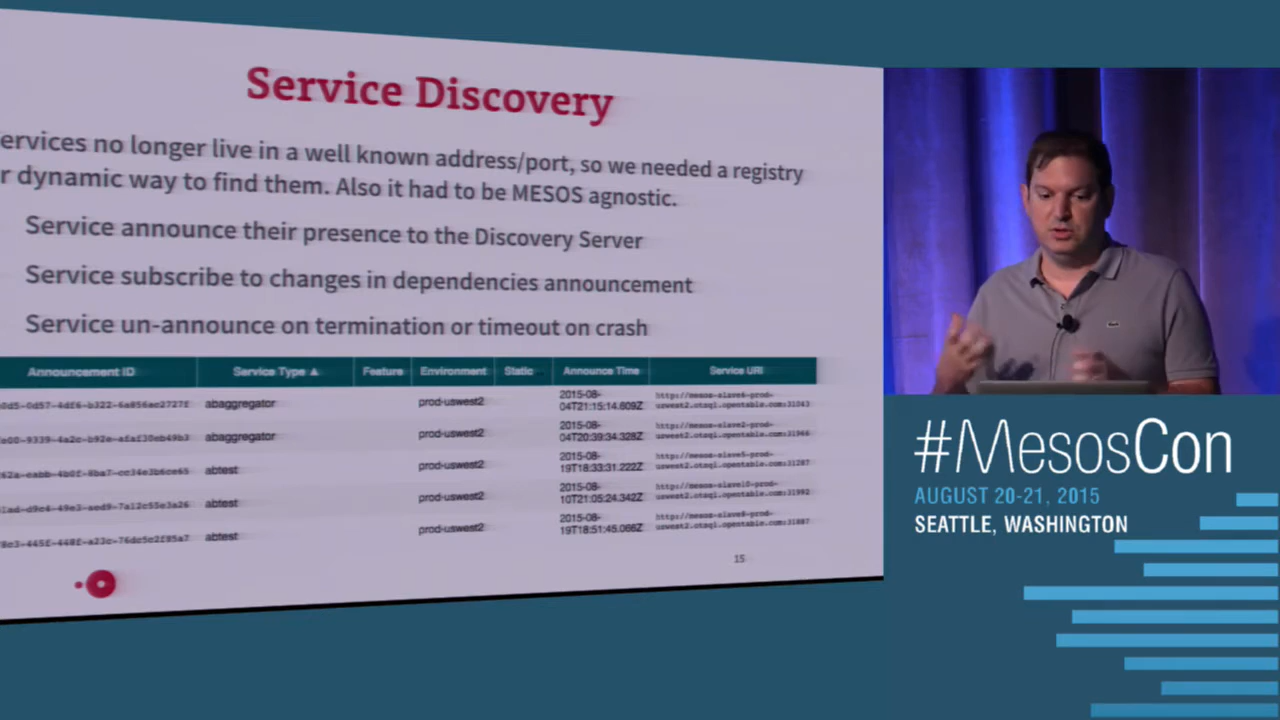 Service Discovery
ervices no longer live in a well known address/port, so we needed a registry
r dynamic way to find them. Also it had to be MESOS agnostic.
Service announce their presence to the Discovery Server
Service subscribe to changes in dependencies announcement
Service un-announce on termination or timeout on crash
Announcement ID Service Type ▲ Feature Environment Static Announce Time Service URI
abaggregator prod-uswest2 2015-08-04T21:15:14.609Z
abaggregator prod-uswest2 2015-08-04T20:39:34.328Z
abtest prod-uswest2 2015-08-19T18:33:31.222Z
abtest prod-uswest2 2015-08-10T21:05:24.342Z
abtest prod-uswest2 2015-08-
15
#MesosCon
AUGUST 20-21, 2015
SEATTLE, WASHINGTON